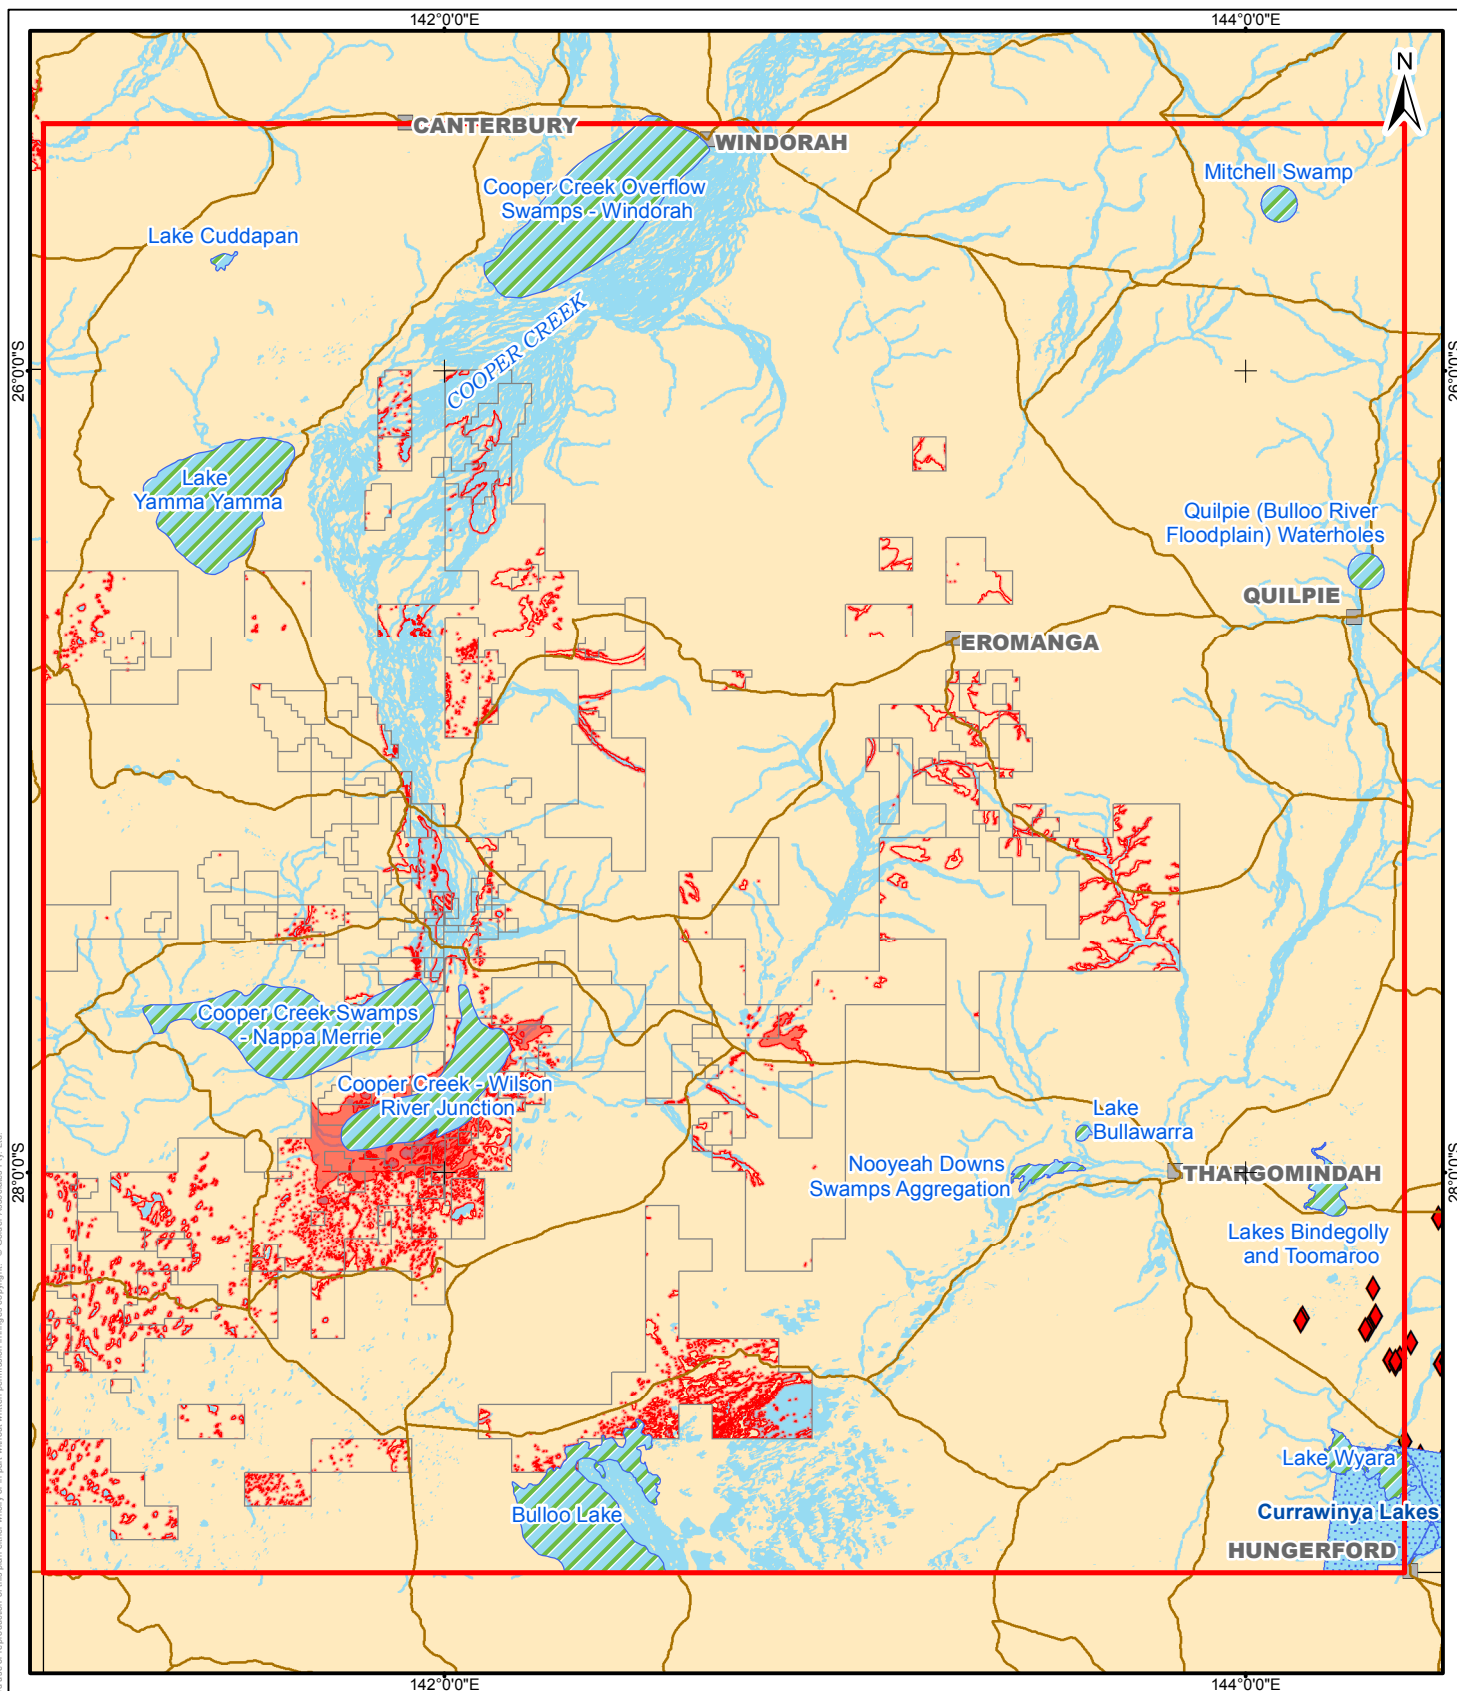 142°0'0"E
144°0'0"E
N
CANTERBURY
WINDORAH
Mitchell Swamp
Cooper Creek Overflow
Swamps - Windorah
Lake Cuddapan
COOPER CREEK
26°0'0"S
26°0'0"S
Lake
Yamma Yamma
Quilpie (Bulloo River
Floodplain) Waterholes
QUILPIE
EROMANGA
Cooper Creek Swamps
- Nappa Merrie
Cooper Creek - Wilson
River Junction
Lake
Bullawarra
Nooyeah Downs
Swamps Aggregation
THARGOMINDAH
28°0'0"S
28°0'0"S
Lakes Bindegolly
and Toomaroo
Lake Wyara
Bulloo Lake
Currawinya Lakes
HUNGERFORD
142°0'0"E
144°0'0"E